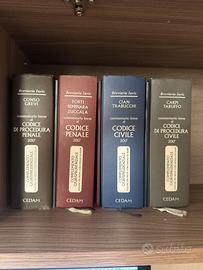 Breviaria Iuris
CONSO
GREVI
commentario breve
al
CODICE
DI PROCEDURA
PENALE
2017
CEDAM
Breviaria Iuris
FORTI
SEMINARA
ZUCCALÀ
commentario breve
al
CODICE
PENALE
2017
CEDAM
Breviaria Iuris
CIAN
TRABUCCHI
commentario breve
al
CODICE
CIVILE
2017
CEDAM
Breviaria Iuris
CARPI
TARUFFO
commentario breve
al
CODICE
DI PROCEDURA
CIVILE
2017
CEDAM
Subito